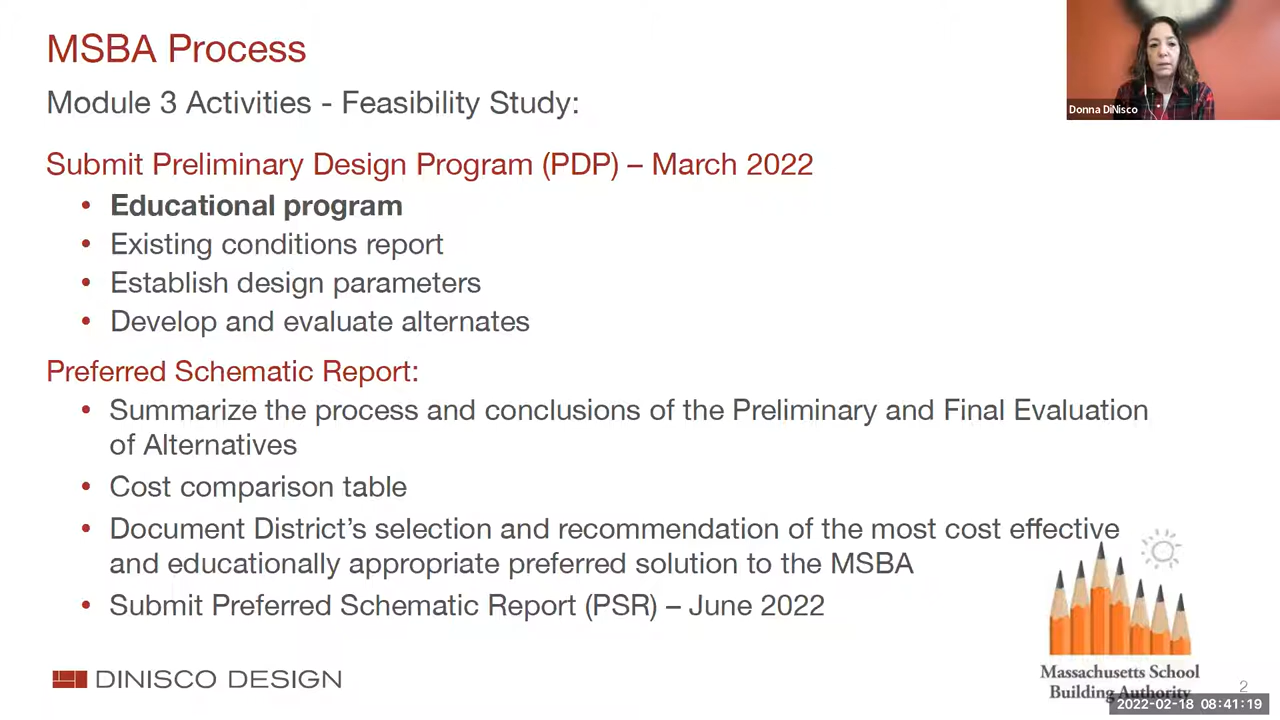 MSBA Process
Module 3 Activities - Feasibility Study:
Donna DiNisco
Submit Preliminary Design Program (PDP) – March 2022
• Educational program
• Existing conditions report
• Establish design parameters
• Develop and evaluate alternates
Preferred Schematic Report:
• Summarize the process and conclusions of the Preliminary and Final Evaluation
of Alternatives
• Cost comparison table
• Document District’s selection and recommendation of the most cost effective
and educationally appropriate preferred solution to the MSBA
• Submit Preferred Schematic Report (PSR) – June 2022
DINISCO DESIGN
Massachusetts School
Building Authority
2
2022-02-18 08:41:19